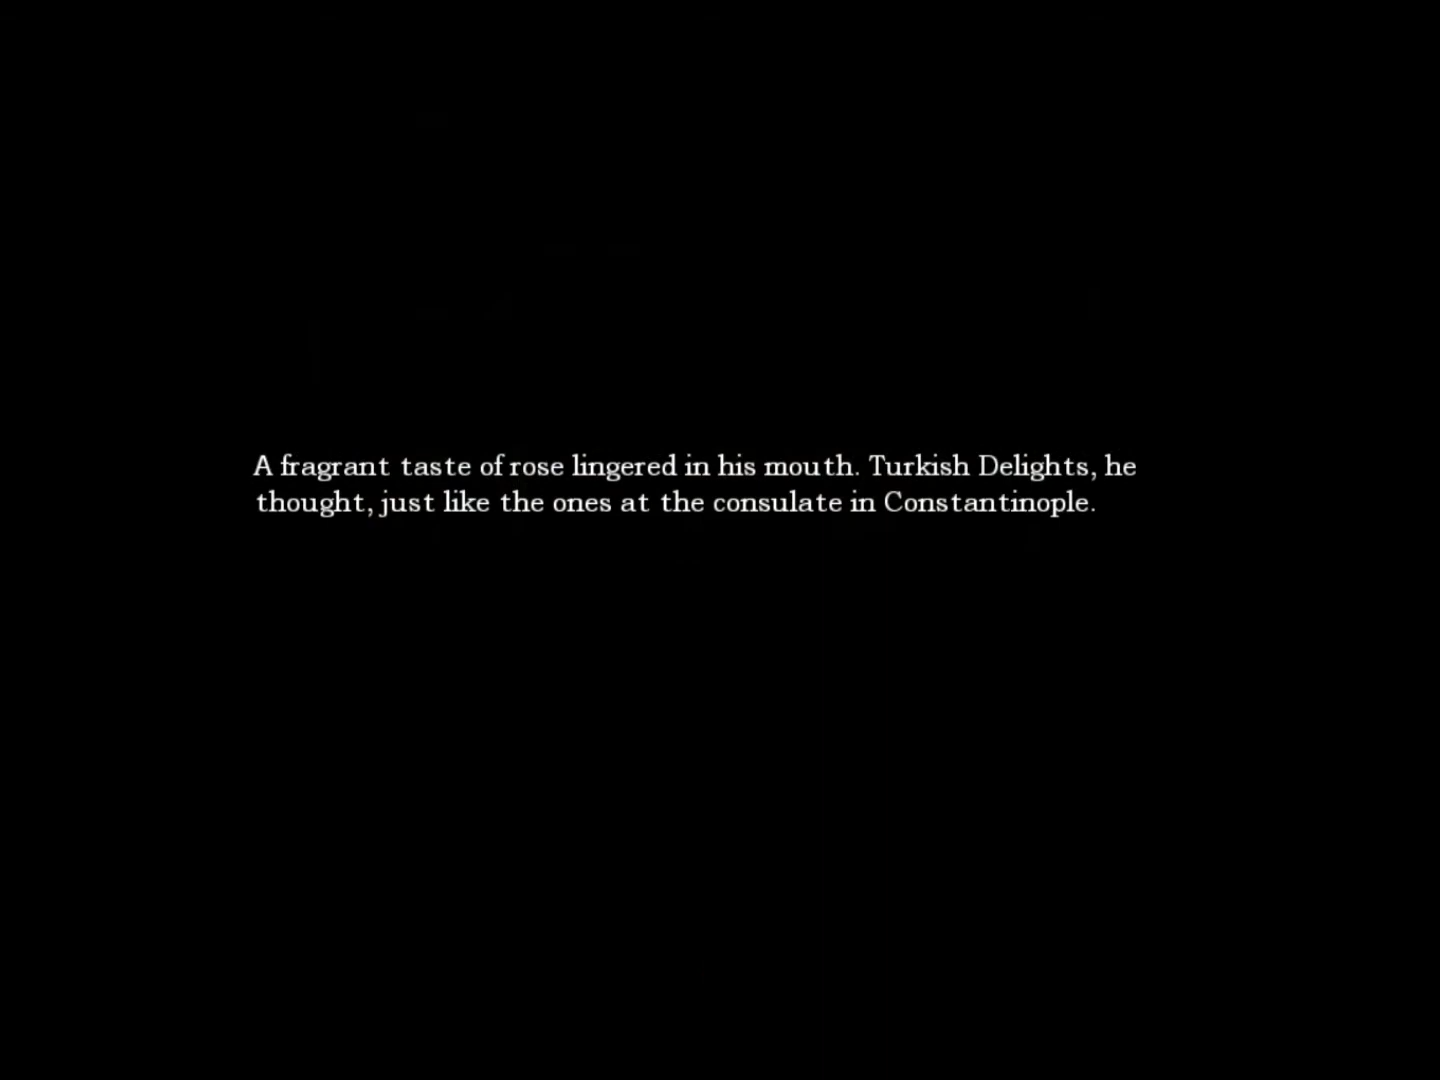 A fragrant taste of rose lingered in his mouth. Turkish Delights, he
thought, just like the ones at the consulate in Constantinople.